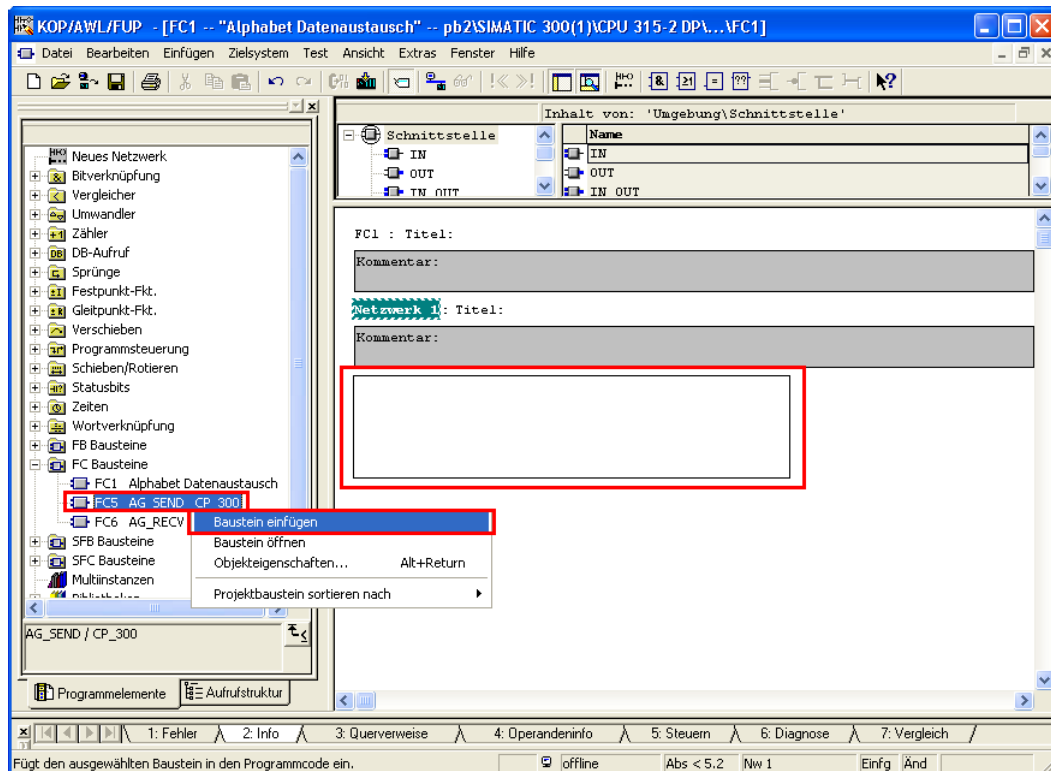 KOP/AWL/FUP - [FC1 -- "Alphabet Datenaustausch" -- pb2\SIMATIC 300(1)\CPU 315-2 DP\...\FC1]
Datei Bearbeiten Einfügen Zielsystem Test Ansicht Extras Fenster Hilfe
Inhalt von: 'Umgebung\Schnittstelle'
Schnittstelle
IN
OUT
IN_OUT
Name
IN
OUT
IN_OUT
Neues Netzwerk
Bitverknüpfung
Vergleicher
Umwandler
Zähler
DB-Aufruf
Sprünge
Festpunkt-Fkt.
Gleitpunkt-Fkt.
Verschieben
Programmsteuerung
Schieben/Rotieren
Statusbits
Zeiten
Wortverknüpfung
FB Bausteine
FC Bausteine
FC1 Alphabet Datenaustausch
FC5 AG_SEND CP_300
FC6 AG_RECV
SFB Bausteine
SFC Bausteine
Multiinstanzen
Bibliotheken
Baustein einfügen
Baustein öffnen
Objekteigenschaften... Alt+Return
Projektbaustein sortieren nach
FC1 : Titel:
Kommentar:
Netzwerk 1: Titel:
Kommentar:
AG_SEND / CP_300
Programmelemente Aufrufstruktur
1: Fehler 2: Info 3: Querverweise 4: Operandeninfo 5: Steuern 6: Diagnose 7: Vergleich
Fügt den ausgewählten Baustein in den Programmcode ein. offline Abs < 5.2 Nw 1 Einfg Änd